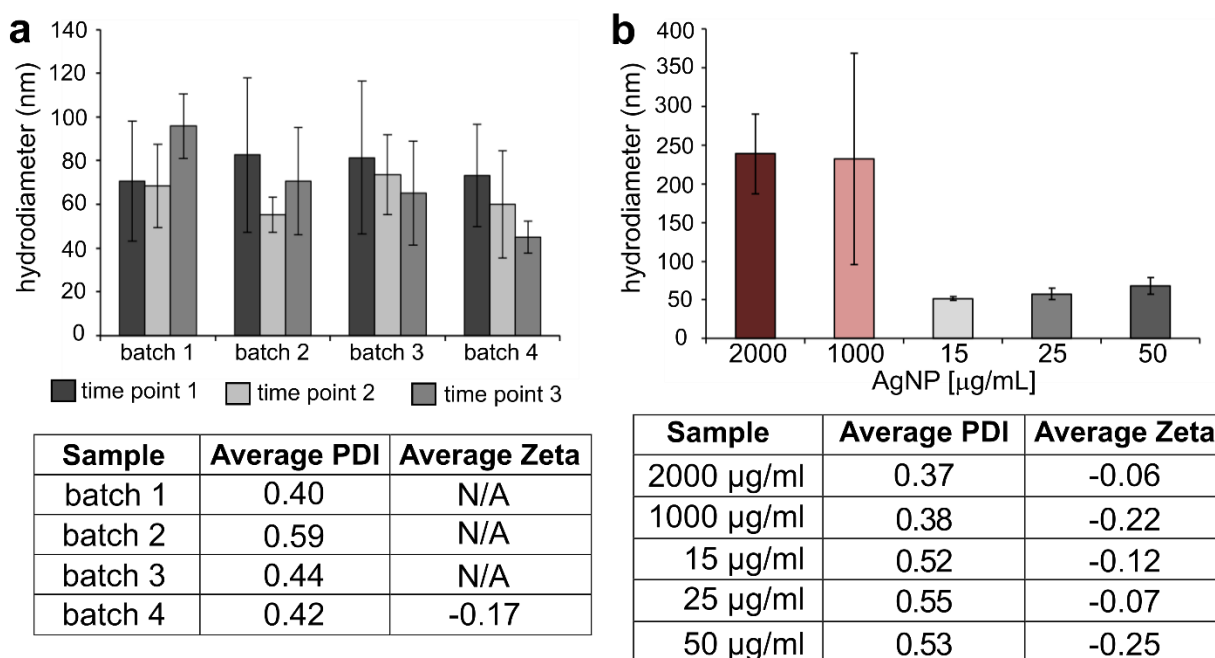 a
hydrodiameter (nm)
140
120
100
80
60
40
20
0
batch 1 batch 2 batch 3 batch 4
time point 1 time point 2 time point 3
Sample Average PDI Average Zeta
batch 1 0.40 N/A
batch 2 0.59 N/A
batch 3 0.44 N/A
batch 4 0.42 -0.17
b
hydrodiameter (nm)
400
350
300
250
200
150
100
50
0
2000 1000 15 25 50
AgNP [µg/mL]
Sample Average PDI Average Zeta
2000 µg/ml 0.37 -0.06
1000 µg/ml 0.38 -0.22
15 µg/ml 0.52 -0.12
25 µg/ml 0.55 -0.07
50 µg/ml 0.53 -0.25